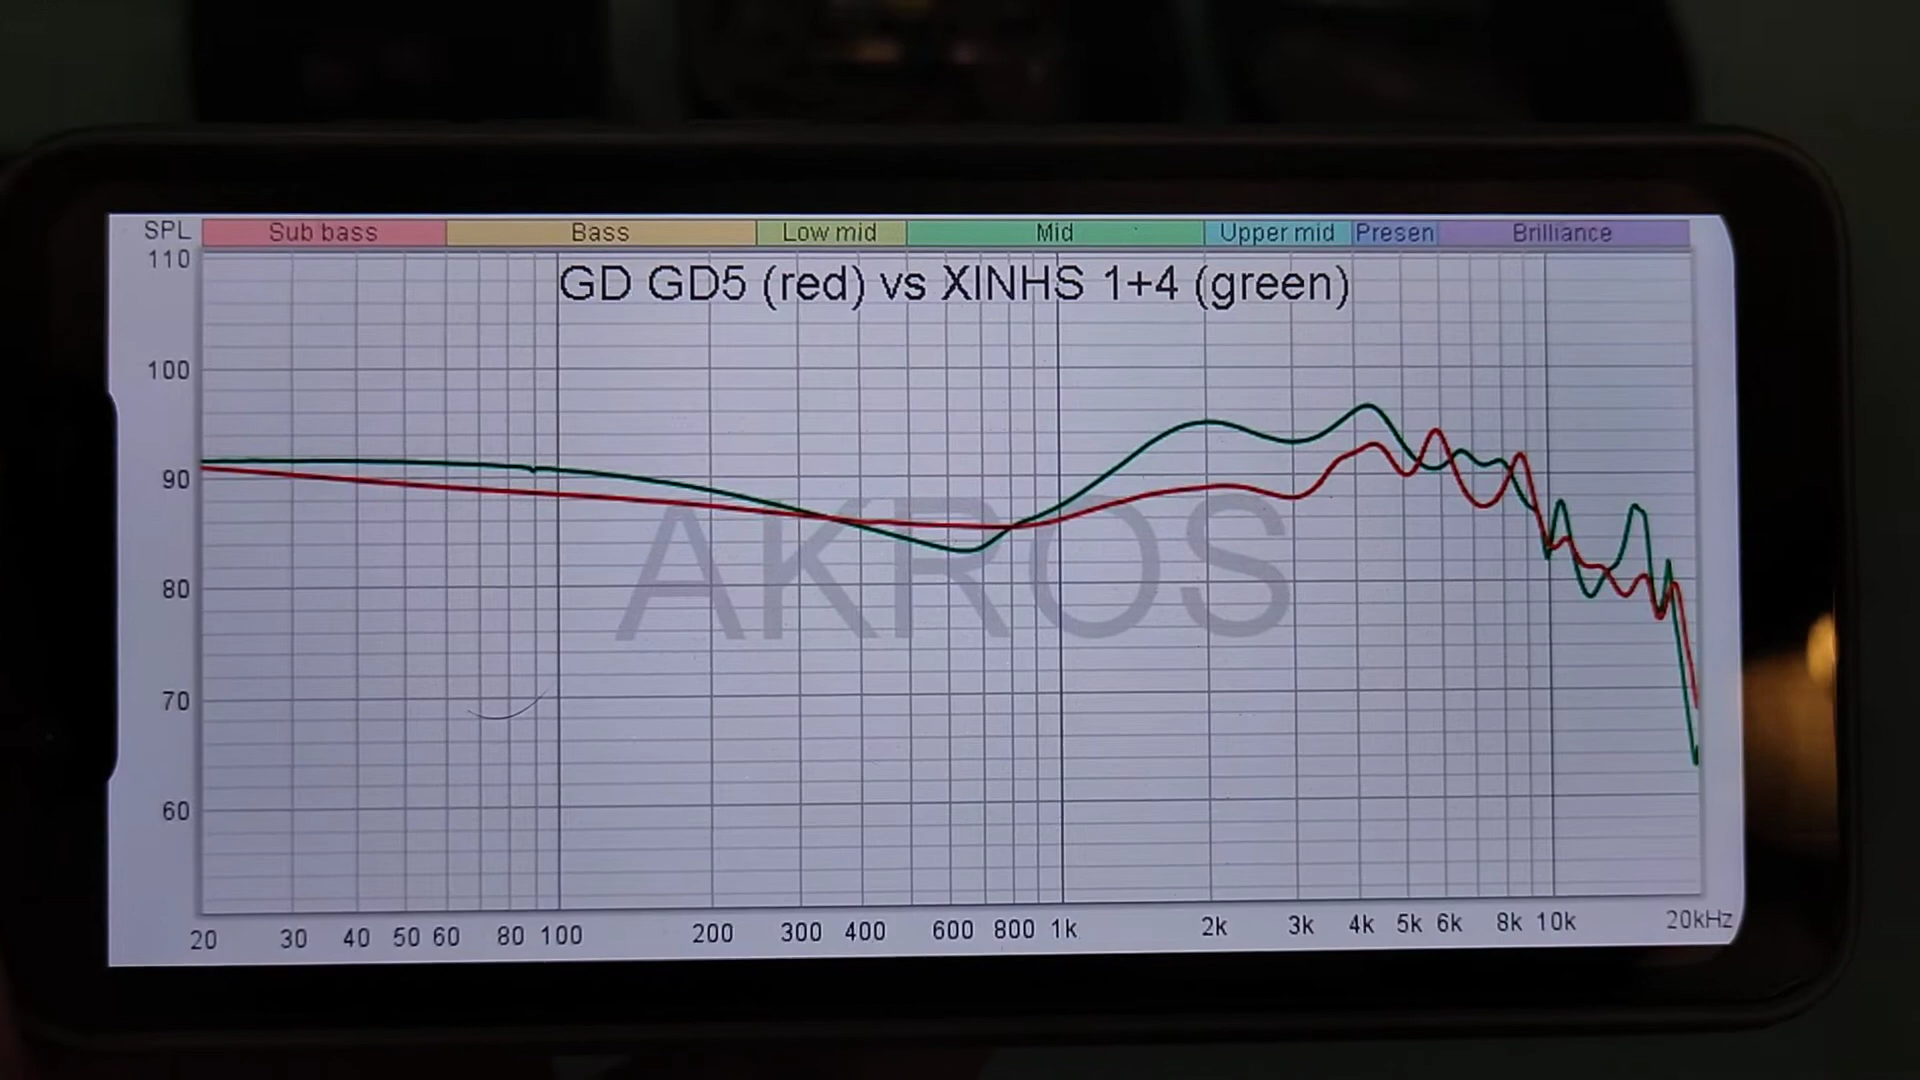 SPL Sub bass Bass Low mid Mid Upper mid Presen Brilliance
110
GD GD5 (red) vs XINHS 1+4 (green)
100
90
AKROS
80
70
60
20 30 40 50 60 80 100 200 300 400 600 800 1k 2k 3k 4k 5k 6k 8k 10k 20kHz